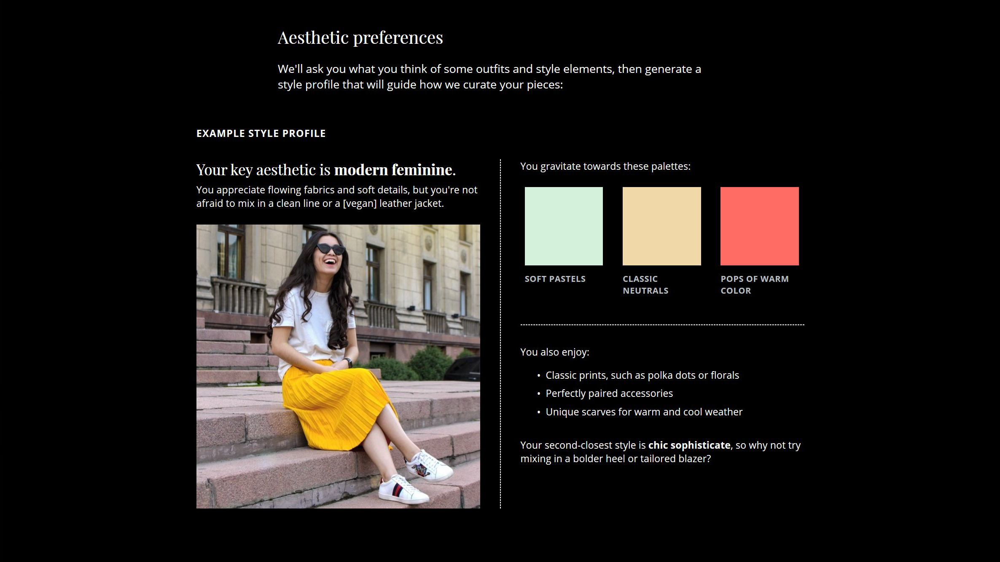 Aesthetic preferences
We'll ask you what you think of some outfits and style elements, then generate a
style profile that will guide how we curate your pieces:
EXAMPLE STYLE PROFILE
Your key aesthetic is modern feminine.
You appreciate flowing fabrics and soft details, but you're not
afraid to mix in a clean line or a [vegan] leather jacket.
You gravitate towards these palettes:
SOFT PASTELS
CLASSIC
NEUTRALS
POPS OF WARM
COLOR
You also enjoy:
• Classic prints, such as polka dots or florals
• Perfectly paired accessories
• Unique scarves for warm and cool weather
Your second-closest style is chic sophisticate, so why not try
mixing in a bolder heel or tailored blazer?